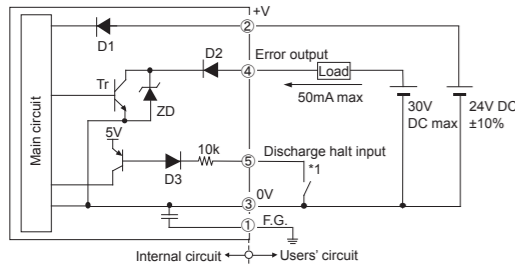 +V
②
D1
D2
Error output
④
Load
Tr
50mA max
ZD
30V
DC max
24V DC
±10%
Main circuit
5V
10k
⑤
Discharge halt input
*1
D3
0V
③
①
F.G.
Internal circuit
Users' circuit